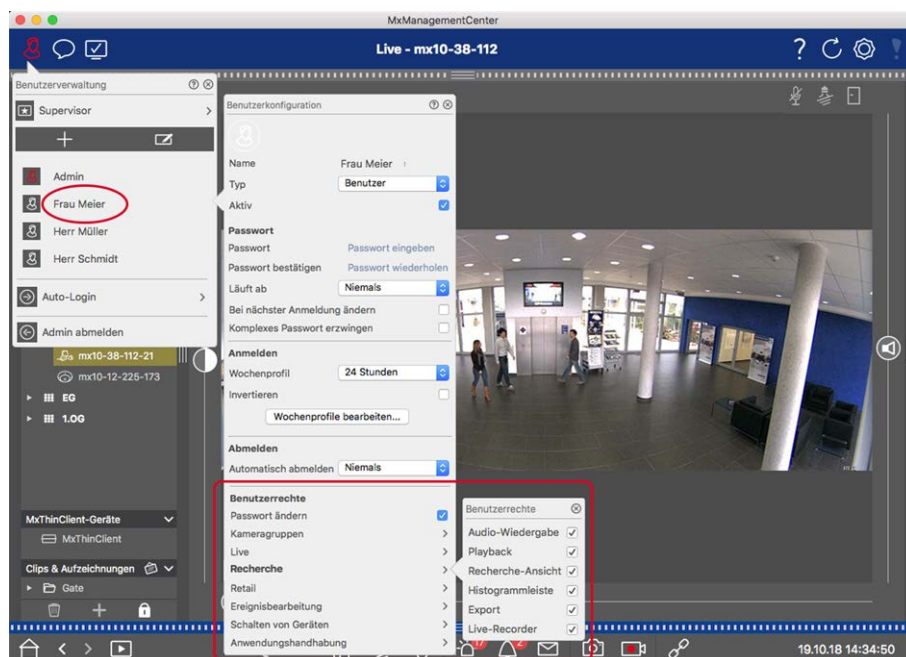 MxManagementCenter
Live - mx10-38-112
?
Benutzerverwaltung
Supervisor
Admin
Frau Meier
Herr Müller
Herr Schmidt
Auto-Login
Admin abmelden
mx10-38-112-21
mx10-12-225-173
EG
1.OG
MxThinClient-Geräte
MxThinClient
Clips & Aufzeichnungen
Gate
Benutzerkonfiguration
Name Frau Meier
Typ Benutzer
Aktiv
Passwort
Passwort Passwort eingeben
Passwort bestätigen Passwort wiederholen
Läuft ab Niemals
Bei nächster Anmeldung ändern
Komplexes Passwort erzwingen
Anmelden
Wochenprofil 24 Stunden
Invertieren
Wochenprofile bearbeiten...
Abmelden
Automatisch abmelden Niemals
Benutzerrechte
Passwort ändern
Kameragruppen
Live
Recherche
Retail
Ereignisbearbeitung
Schalten von Geräten
Anwendungshandhabung
Benutzerrechte
Audio-Wiedergabe
Playback
Recherche-Ansicht
Histogrammleiste
Export
Live-Recorder
17
2
19.10.18 14:34:50